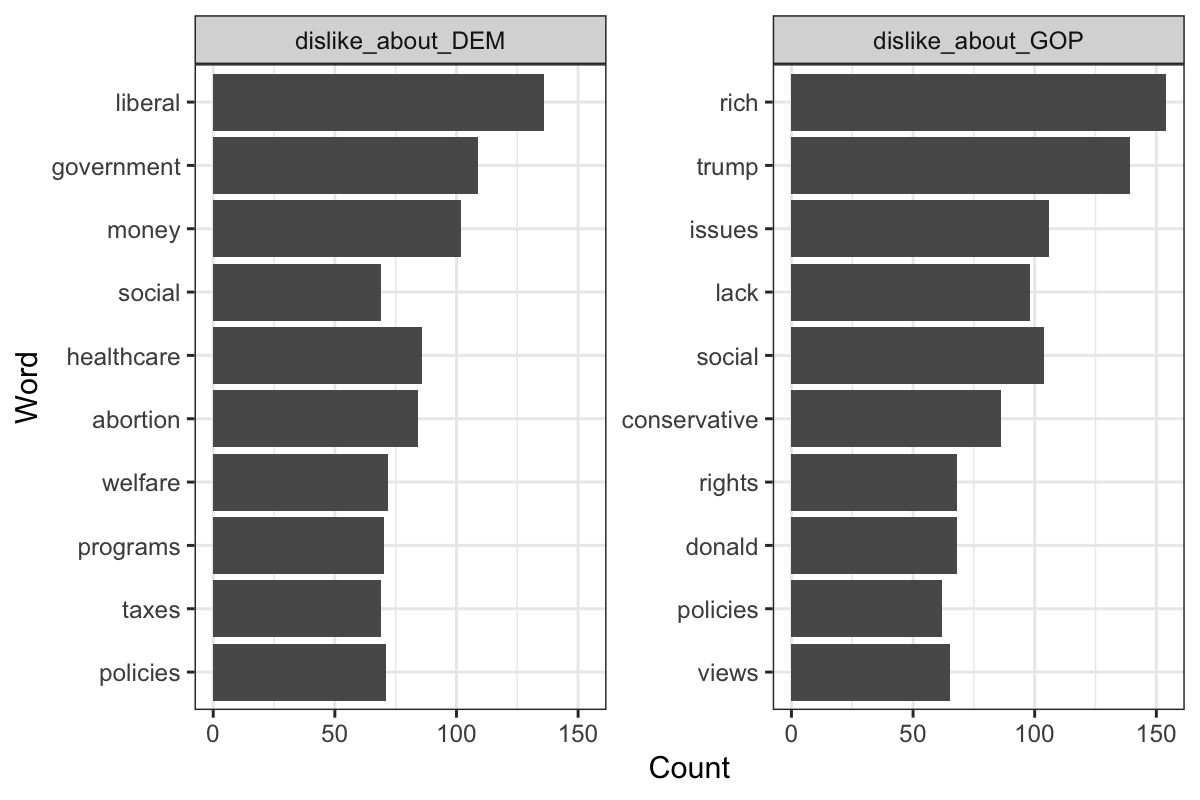 dislike_about_DEM
dislike_about_GOP
Word
liberal
government
money
social
healthcare
abortion
welfare
programs
taxes
policies
0 50 100 150
rich
trump
issues
lack
social
conservative
rights
donald
policies
views
0 50 100 150
Count